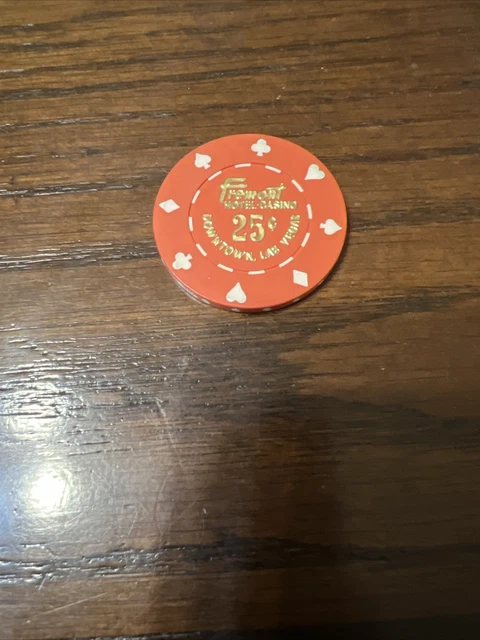 Fremont
HOTEL·CASINO
25¢
DOWNTOWN, LAS VEGAS